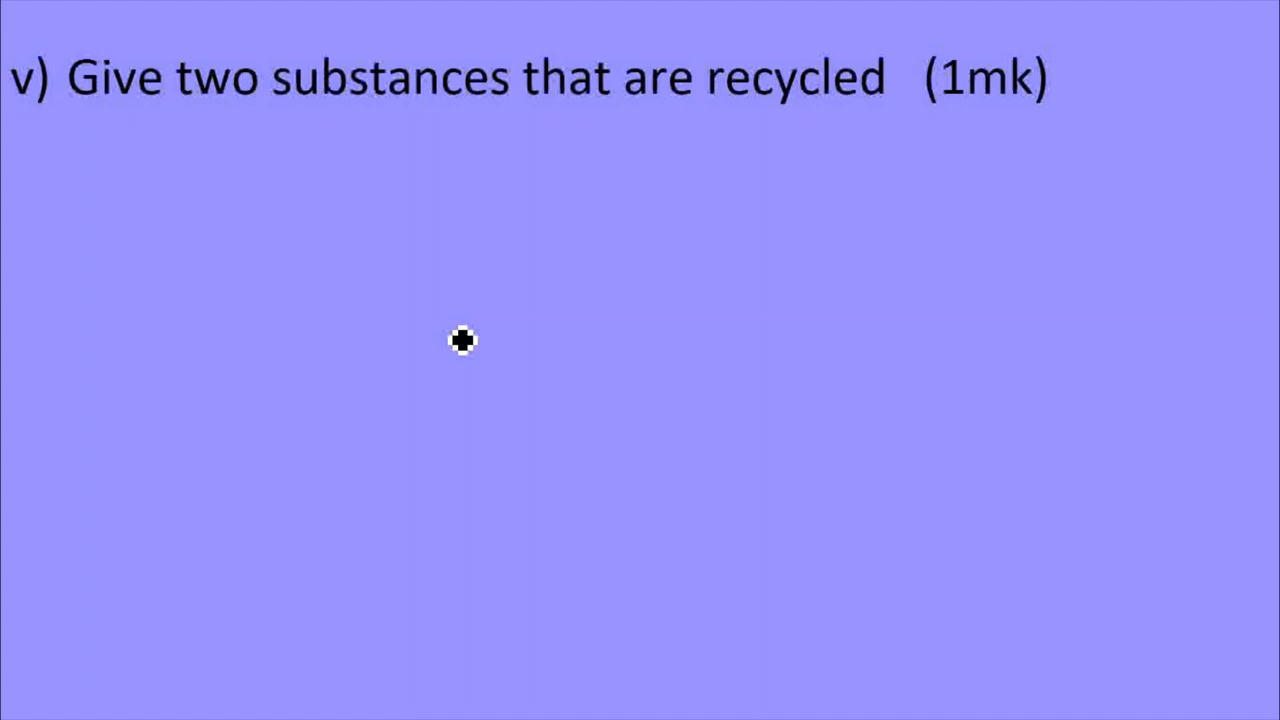 v) Give two substances that are recycled (1mk)